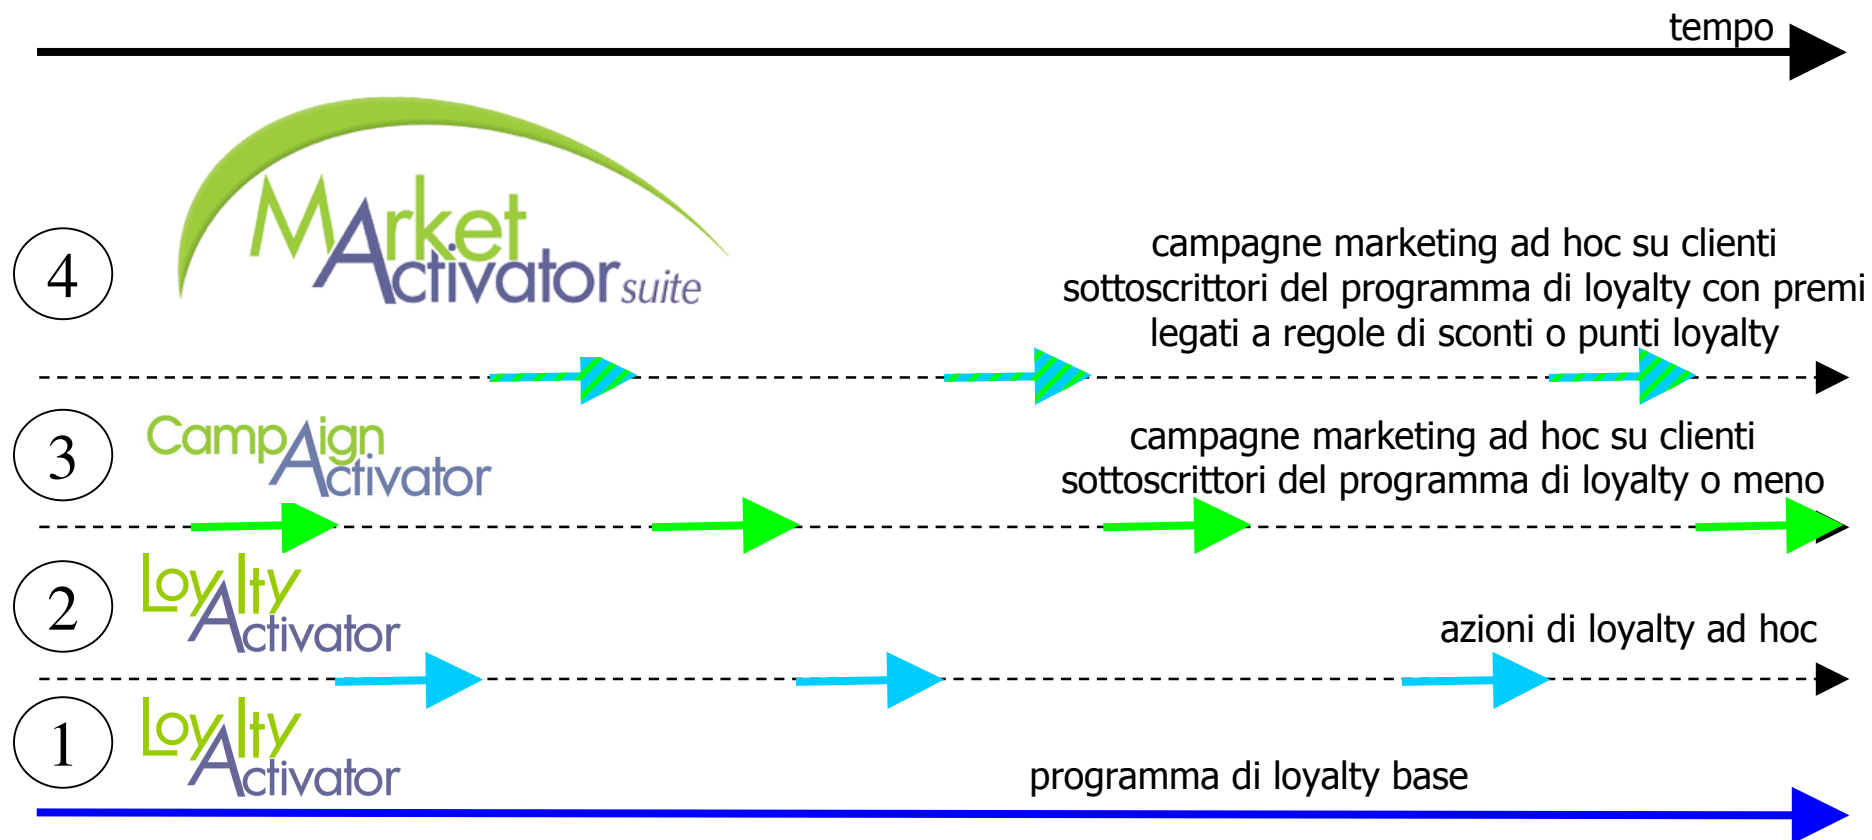 tempo
MArket
Activator suite
4
campagne marketing ad hoc su clienti
sottoscrittori del programma di loyalty con premi
legati a regole di sconti o punti loyalty
3
CampAign
Activator
campagne marketing ad hoc su clienti
sottoscrittori del programma di loyalty o meno
2
LoyAlty
Activator
azioni di loyalty ad hoc
1
LoyAlty
Activator
programma di loyalty base